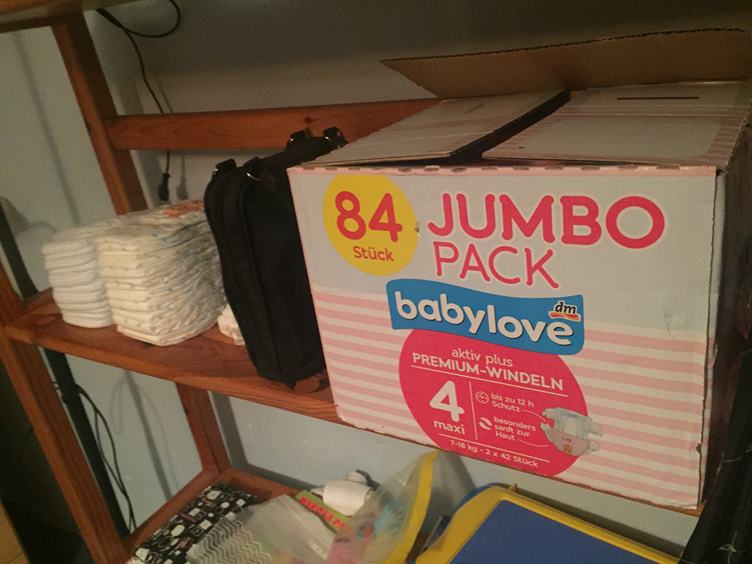 84
Stück
JUMBO
PACK
babylove
dm
aktiv plus
PREMIUM-WINDELN
4
maxi
bis zu 12 h
Schutz
besonders
sanft zur
Haut
7-18 kg • 2 x 42 Stück